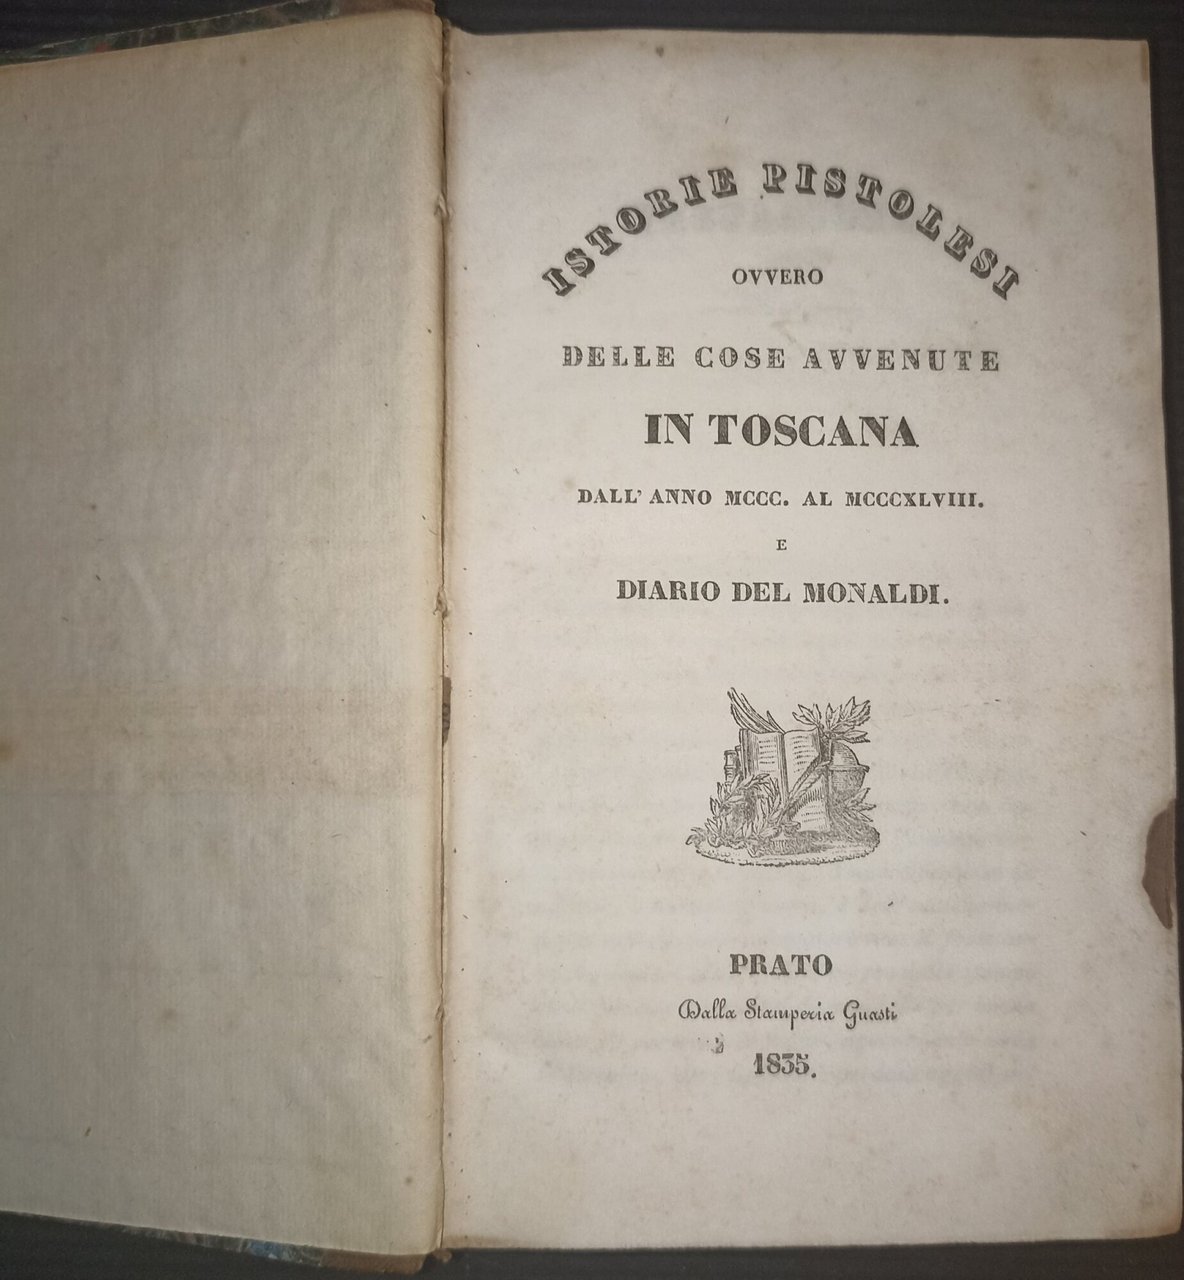 ISTORIE PISTOLESI
OVVERO
DELLE COSE AVVENUTE
IN TOSCANA
DALL' ANNO MCCC. AL MCCCXLVIII.
E
DIARIO DEL MONALDI.
PRATO
Dalla Stamperia Guasti
1835.